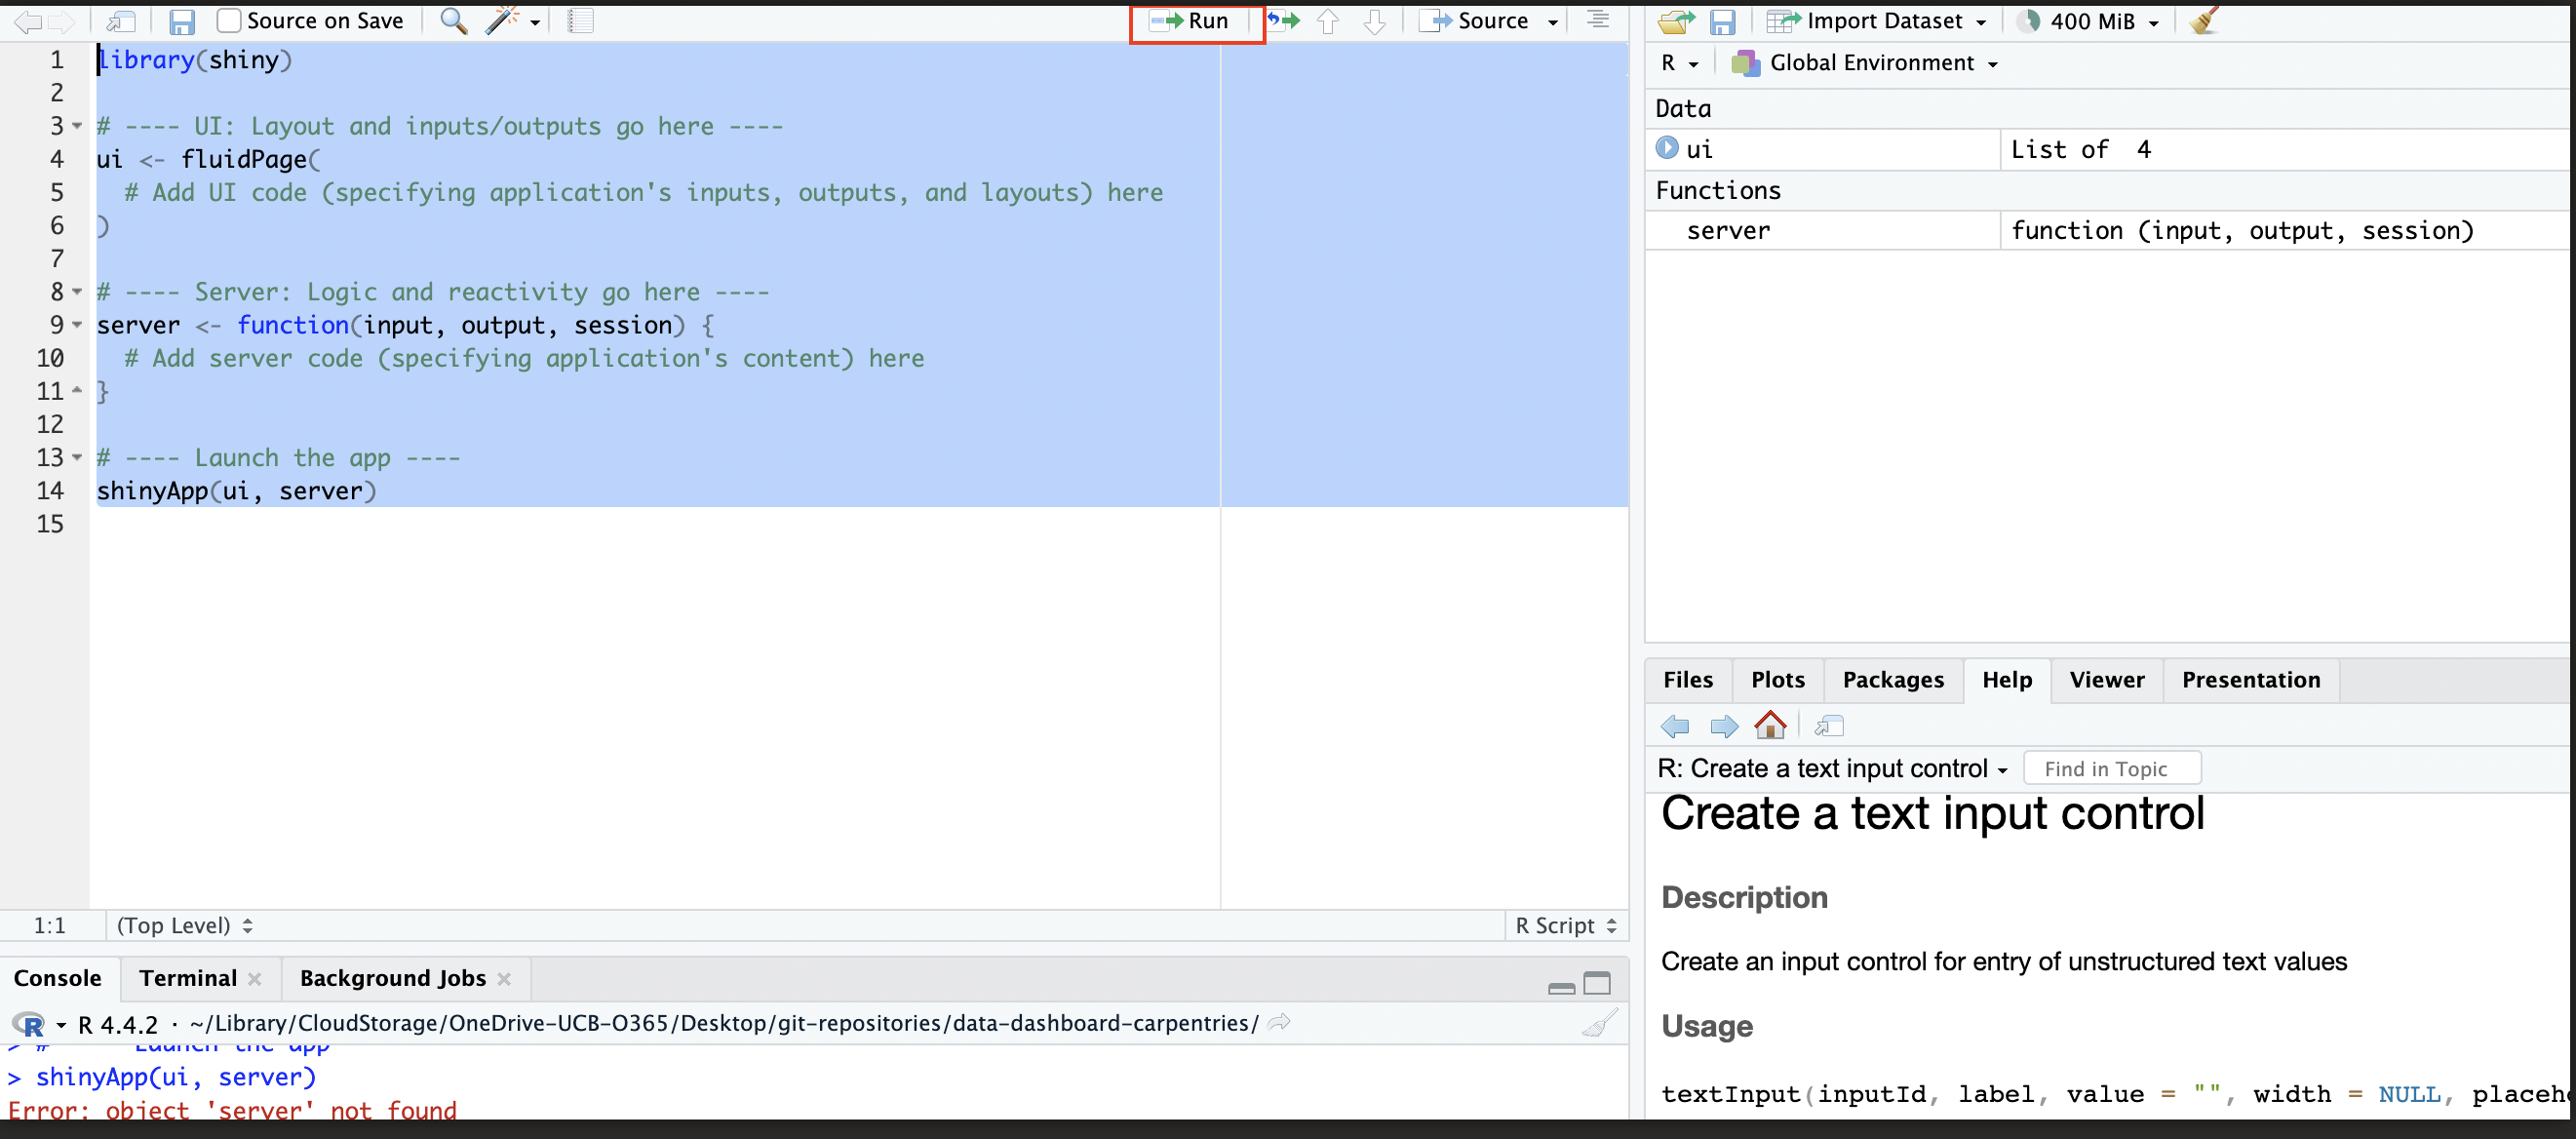 Source on Save
Run
Source
1 library(shiny)
2
3 # ---- UI: Layout and inputs/outputs go here ----
4 ui <- fluidPage(
5   # Add UI code (specifying application's inputs, outputs, and layouts) here
6 )
7
8 # ---- Server: Logic and reactivity go here ----
9 server <- function(input, output, session) {
10   # Add server code (specifying application's content) here
11 }
12
13 # ---- Launch the app ----
14 shinyApp(ui, server)
15
1:1 (Top Level) R Script
Console Terminal Background Jobs
R R 4.4.2 · ~/Library/CloudStorage/OneDrive-UCB-O365/Desktop/git-repositories/data-dashboard-carpentries/
> # Launch the app
> shinyApp(ui, server)
Error: object 'server' not found
Import Dataset 400 MiB
R Global Environment
Data
ui List of  4
Functions
server function (input, output, session)
Files Plots Packages Help Viewer Presentation
R: Create a text input control Find in Topic
Create a text input control
Description
Create an input control for entry of unstructured text values
Usage
textInput(inputId, label, value = "", width = NULL, placeh